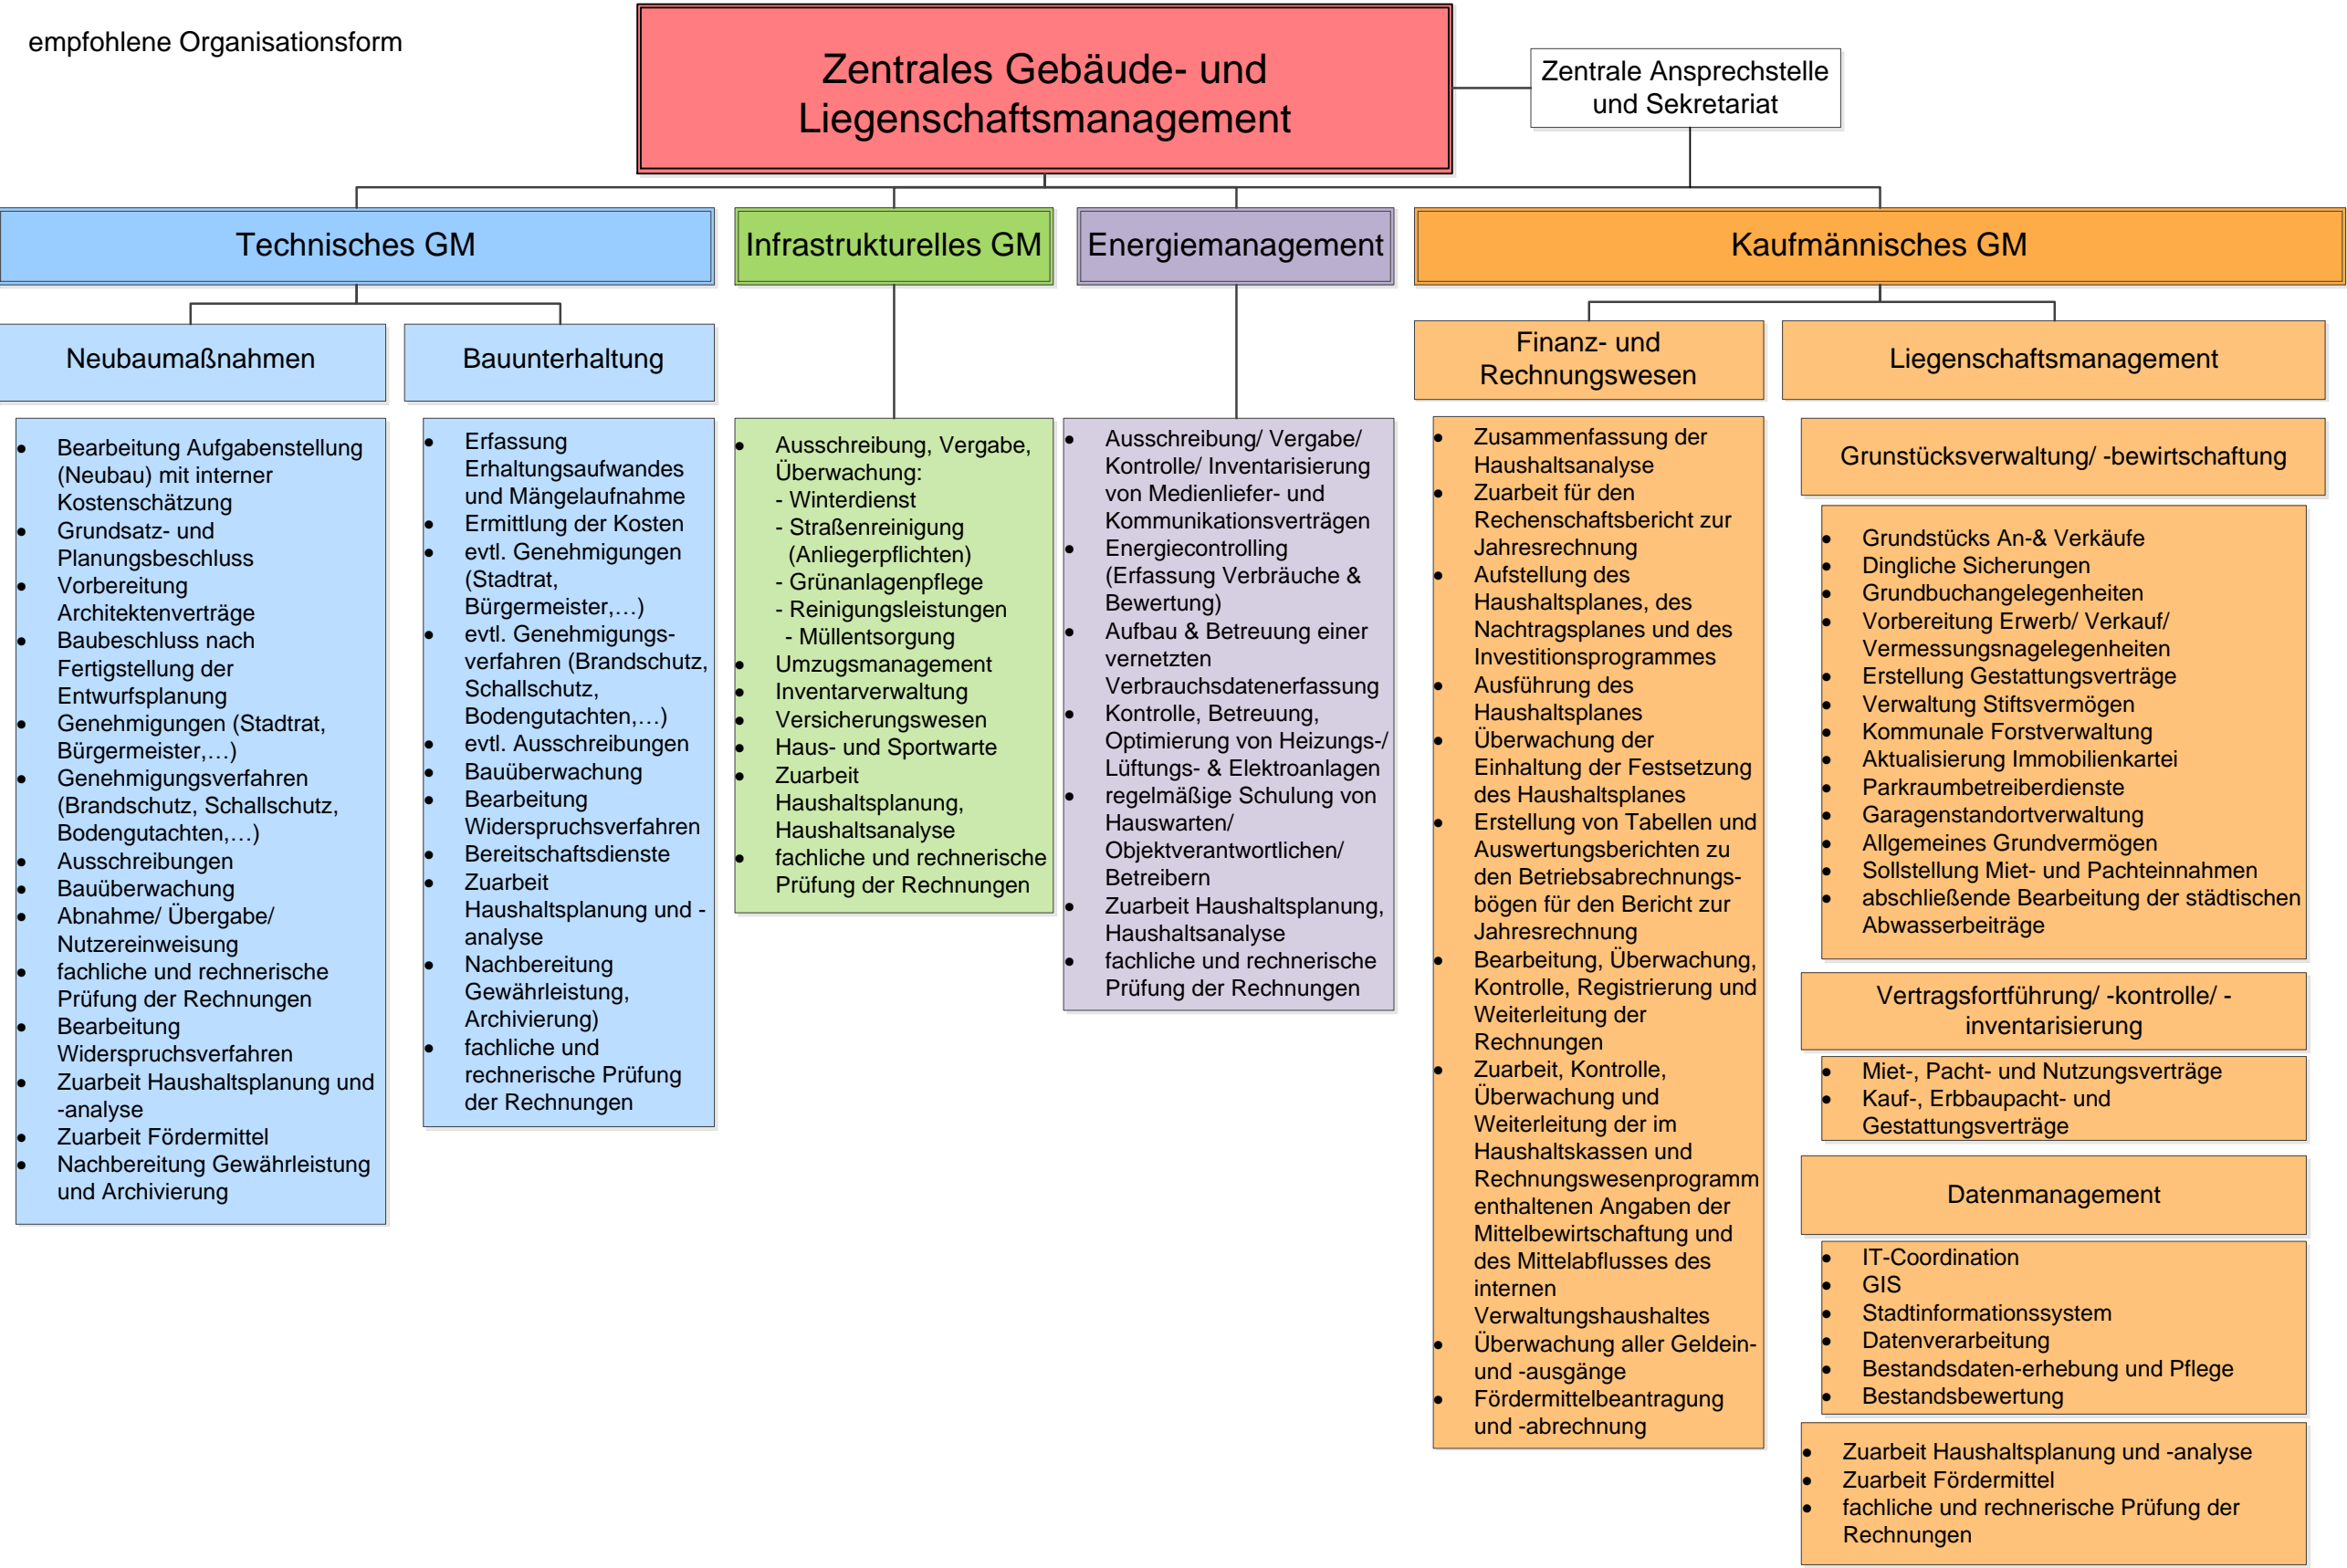 empfohlene Organisationsform
Zentrales Gebäude- und
Liegenschaftsmanagement
Zentrale Ansprechstelle
und Sekretariat
Technisches GM
Infrastrukturelles GM
Energiemanagement
Kaufmännisches GM
Neubaumaßnahmen
Bauunterhaltung
Finanz- und
Rechnungswesen
Liegenschaftsmanagement
• Bearbeitung Aufgabenstellung
(Neubau) mit interner
Kostenschätzung
• Grundsatz- und
Planungsbeschluss
• Vorbereitung
Architektenverträge
• Baubeschluss nach
Fertigstellung der
Entwurfsplanung
• Genehmigungen (Stadtrat,
Bürgermeister,…)
• Genehmigungsverfahren
(Brandschutz, Schallschutz,
Bodengutachten,…)
• Ausschreibungen
• Bauüberwachung
• Abnahme/ Übergabe/
Nutzereinweisung
• fachliche und rechnerische
Prüfung der Rechnungen
• Bearbeitung
Widerspruchsverfahren
• Zuarbeit Haushaltsplanung und
-analyse
• Zuarbeit Fördermittel
• Nachbereitung Gewährleistung
und Archivierung
• Erfassung
Erhaltungsaufwandes
und Mängelaufnahme
• Ermittlung der Kosten
• evtl. Genehmigungen
(Stadtrat,
Bürgermeister,…)
• evtl. Genehmigungs-
verfahren (Brandschutz,
Schallschutz,
Bodengutachten,…)
• evtl. Ausschreibungen
• Bauüberwachung
• Bearbeitung
Widerspruchsverfahren
• Bereitschaftsdienste
• Zuarbeit
Haushaltsplanung und -
analyse
• Nachbereitung
Gewährleistung,
Archivierung)
• fachliche und
rechnerische Prüfung
der Rechnungen
• Ausschreibung, Vergabe,
Überwachung:
- Winterdienst
- Straßenreinigung
(Anliegerpflichten)
- Grünanlagenpflege
- Reinigungsleistungen
- Müllentsorgung
• Umzugsmanagement
• Inventarverwaltung
• Versicherungswesen
• Haus- und Sportwarte
• Zuarbeit
Haushaltsplanung,
Haushaltsanalyse
• fachliche und rechnerische
Prüfung der Rechnungen
• Ausschreibung/ Vergabe/
Kontrolle/ Inventarisierung
von Medienliefer- und
Kommunikationsverträgen
• Energiecontrolling
(Erfassung Verbräuche &
Bewertung)
• Aufbau & Betreuung einer
vernetzten
Verbrauchsdatenerfassung
• Kontrolle, Betreuung,
Optimierung von Heizungs-/
Lüftungs- & Elektroanlagen
• regelmäßige Schulung von
Hauswarten/
Objektverantwortlichen/
Betreibern
• Zuarbeit Haushaltsplanung,
Haushaltsanalyse
• fachliche und rechnerische
Prüfung der Rechnungen
• Zusammenfassung der
Haushaltsanalyse
• Zuarbeit für den
Rechenschaftsbericht zur
Jahresrechnung
• Aufstellung des
Haushaltsplanes, des
Nachtragsplanes und des
Investitionsprogrammes
• Ausführung des
Haushaltsplanes
• Überwachung der
Einhaltung der Festsetzung
des Haushaltsplanes
• Erstellung von Tabellen und
Auswertungsberichten zu
den Betriebsabrechnungs-
bögen für den Bericht zur
Jahresrechnung
• Bearbeitung, Überwachung,
Kontrolle, Registrierung und
Weiterleitung der
Rechnungen
• Zuarbeit, Kontrolle,
Überwachung und
Weiterleitung der im
Haushaltskassen und
Rechnungswesenprogramm
enthaltenen Angaben der
Mittelbewirtschaftung und
des Mittelabflusses des
internen
Verwaltungshaushaltes
• Überwachung aller Geldein-
und -ausgänge
• Fördermittelbeantragung
und -abrechnung
Grunstücksverwaltung/ -bewirtschaftung
• Grundstücks An-& Verkäufe
• Dingliche Sicherungen
• Grundbuchangelegenheiten
• Vorbereitung Erwerb/ Verkauf/
Vermessungsnagelegenheiten
• Erstellung Gestattungsverträge
• Verwaltung Stiftsvermögen
• Kommunale Forstverwaltung
• Aktualisierung Immobilienkartei
• Parkraumbetreiberdienste
• Garagenstandortverwaltung
• Allgemeines Grundvermögen
• Sollstellung Miet- und Pachteinnahmen
• abschließende Bearbeitung der städtischen
Abwasserbeiträge
Vertragsfortführung/ -kontrolle/ -
inventarisierung
• Miet-, Pacht- und Nutzungsverträge
• Kauf-, Erbbaupacht- und
Gestattungsverträge
Datenmanagement
• IT-Coordination
• GIS
• Stadtinformationssystem
• Datenverarbeitung
• Bestandsdaten-erhebung und Pflege
• Bestandsbewertung
• Zuarbeit Haushaltsplanung und -analyse
• Zuarbeit Fördermittel
• fachliche und rechnerische Prüfung der
Rechnungen